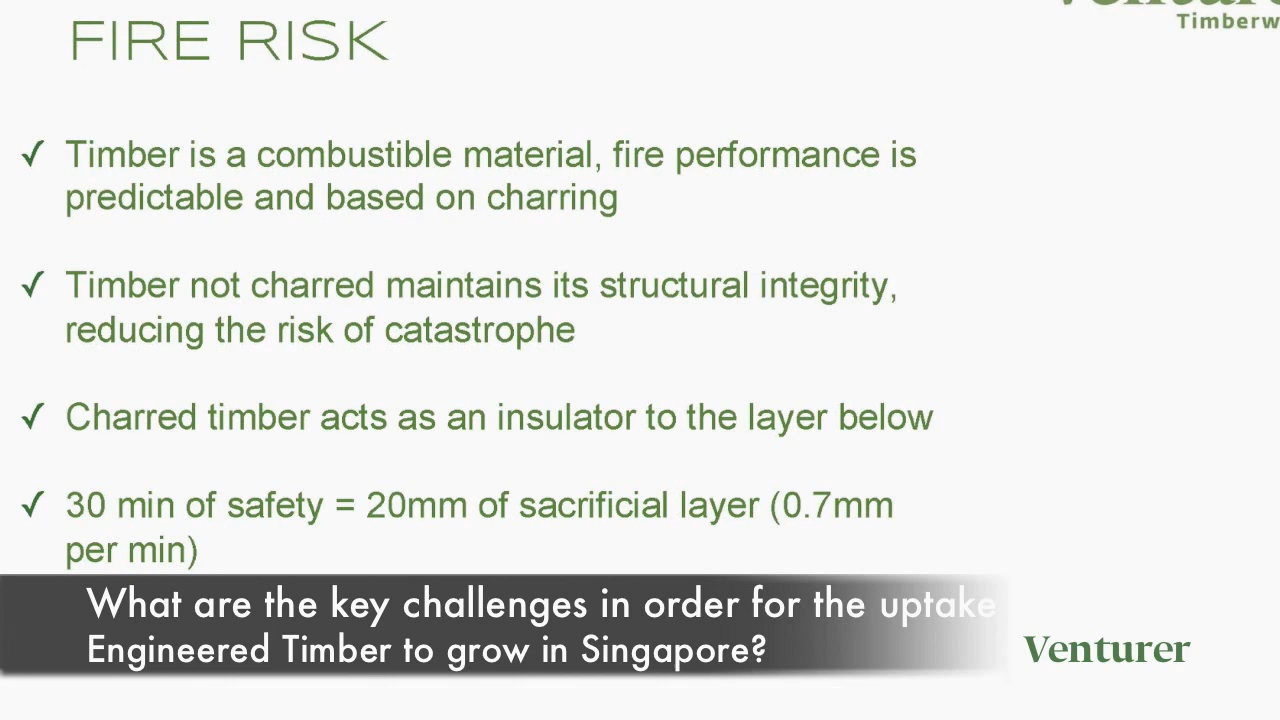 FIRE RISK
Timberw
✓ Timber is a combustible material, fire performance is
predictable and based on charring
✓ Timber not charred maintains its structural integrity,
reducing the risk of catastrophe
✓ Charred timber acts as an insulator to the layer below
✓ 30 min of safety = 20mm of sacrificial layer (0.7mm
per min)
What are the key challenges in order for the uptake
Engineered Timber to grow in Singapore?
Venturer